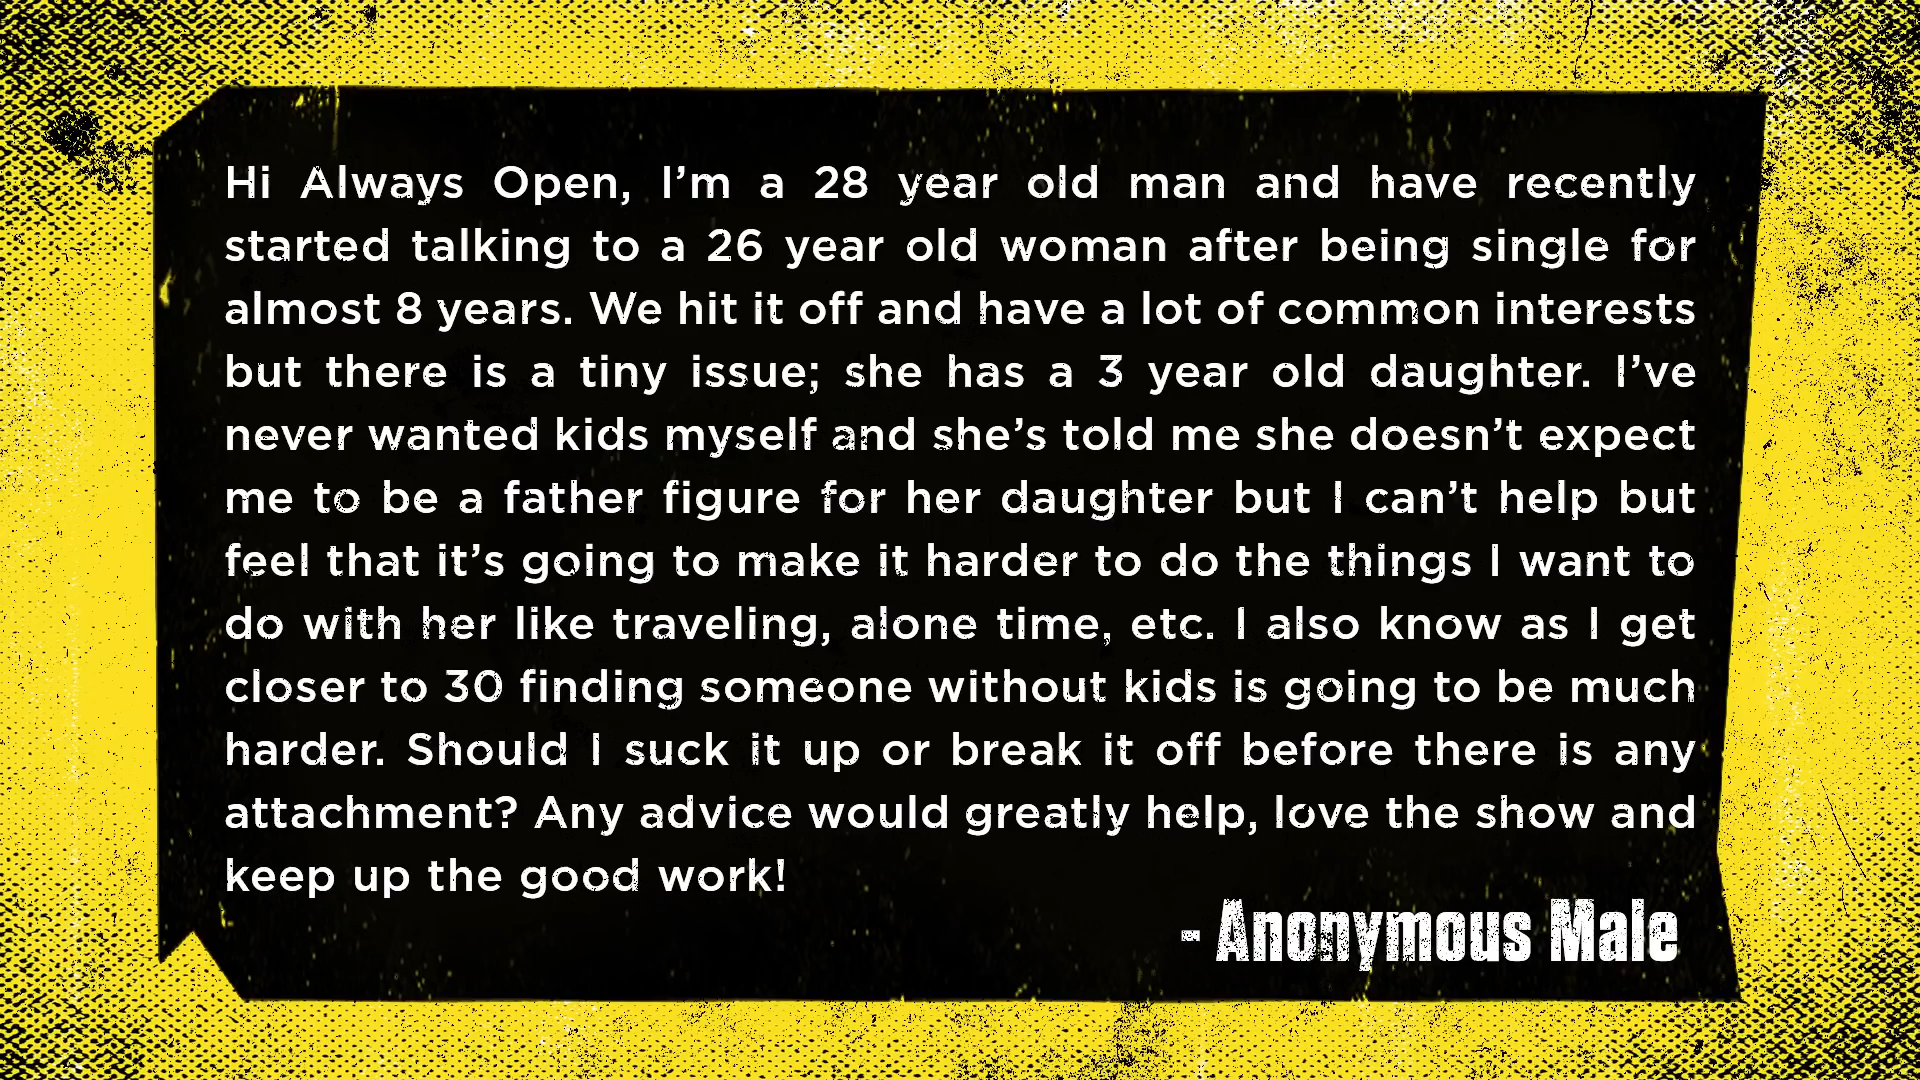 Hi Always Open, I’m a 28 year old man and have recently
started talking to a 26 year old woman after being single for
almost 8 years. We hit it off and have a lot of common interests
but there is a tiny issue; she has a 3 year old daughter. I’ve
never wanted kids myself and she’s told me she doesn’t expect
me to be a father figure for her daughter but I can’t help but
feel that it’s going to make it harder to do the things I want to
do with her like traveling, alone time, etc. I also know as I get
closer to 30 finding someone without kids is going to be much
harder. Should I suck it up or break it off before there is any
attachment? Any advice would greatly help, love the show and
keep up the good work!
- Anonymous Male